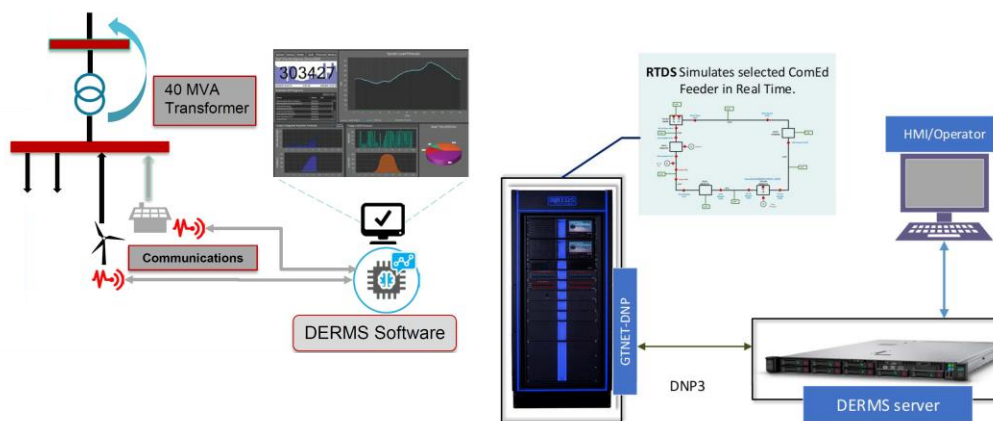 40 MVA
Transformer
303427
Communications
DERMS Software
RTDS Simulates selected ComEd
Feeder in Real Time.
HMI/Operator
GTNET-DNP
DNP3
DERMS server